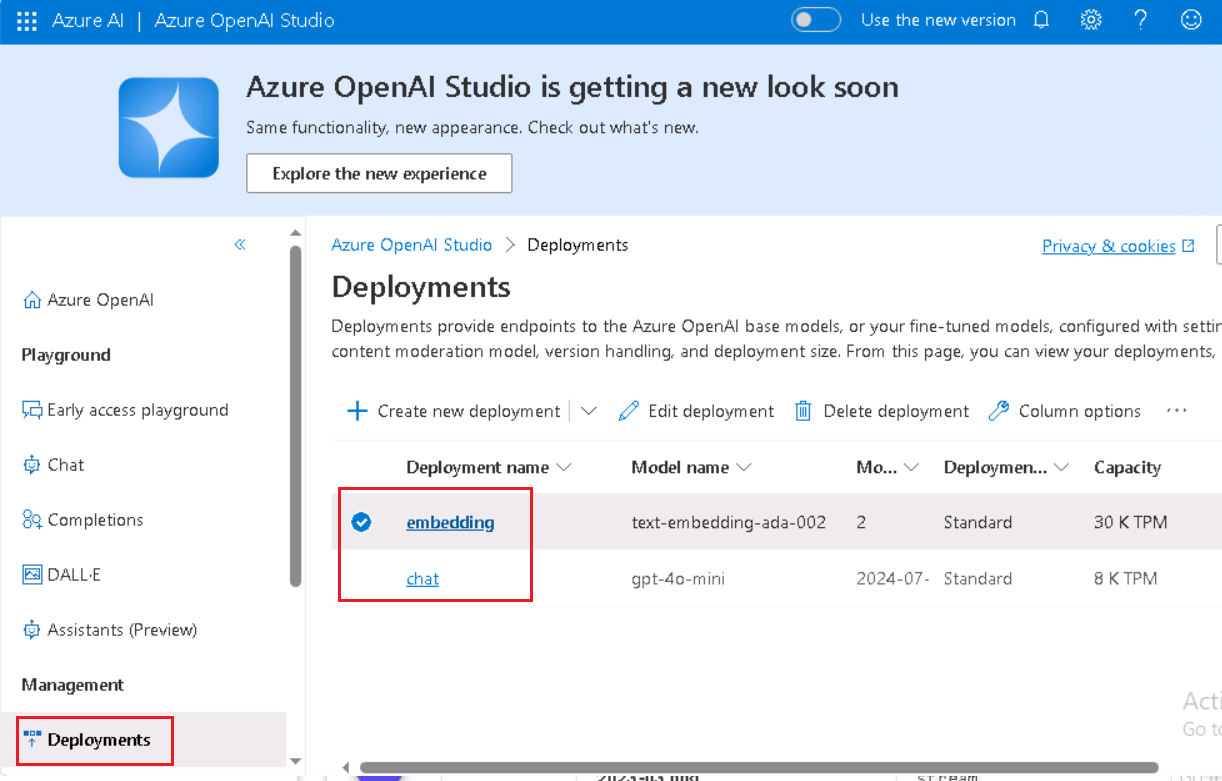 Azure AI | Azure OpenAI Studio
Use the new version
Azure OpenAI Studio is getting a new look soon
Same functionality, new appearance. Check out what's new.
Explore the new experience
Azure OpenAI
Playground
Early access playground
Chat
Completions
DALL·E
Assistants (Preview)
Management
Deployments
Azure OpenAI Studio > Deployments
Privacy & cookies
Deployments
Deployments provide endpoints to the Azure OpenAI base models, or your fine-tuned models, configured with settin
content moderation model, version handling, and deployment size. From this page, you can view your deployments,
+ Create new deployment Edit deployment Delete deployment Column options ...
Deployment name Model name Mo... Deploymen... Capacity
embedding text-embedding-ada-002 2 Standard 30 K TPM
chat gpt-4o-mini 2024-07- Standard 8 K TPM
Acti
Go to